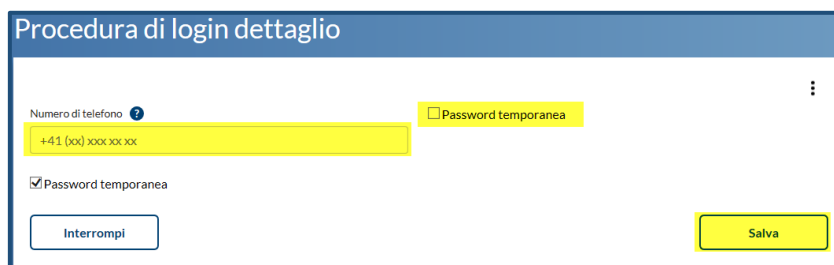 Procedura di login dettaglio
Numero di telefono ?
Password temporanea
+41 (xx) xxx xx xx
Password temporanea
Interrompi
Salva